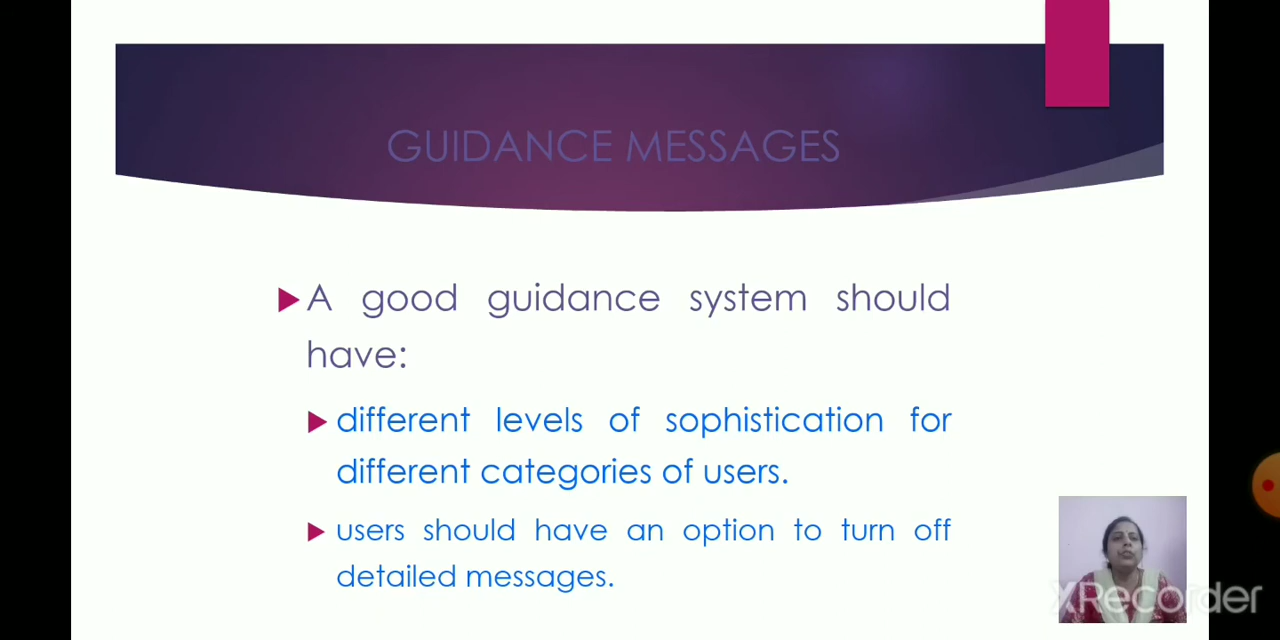 GUIDANCE MESSAGES
A good guidance system should
have:
different levels of sophistication for
different categories of users.
users should have an option to turn off
detailed messages.
XRecorder